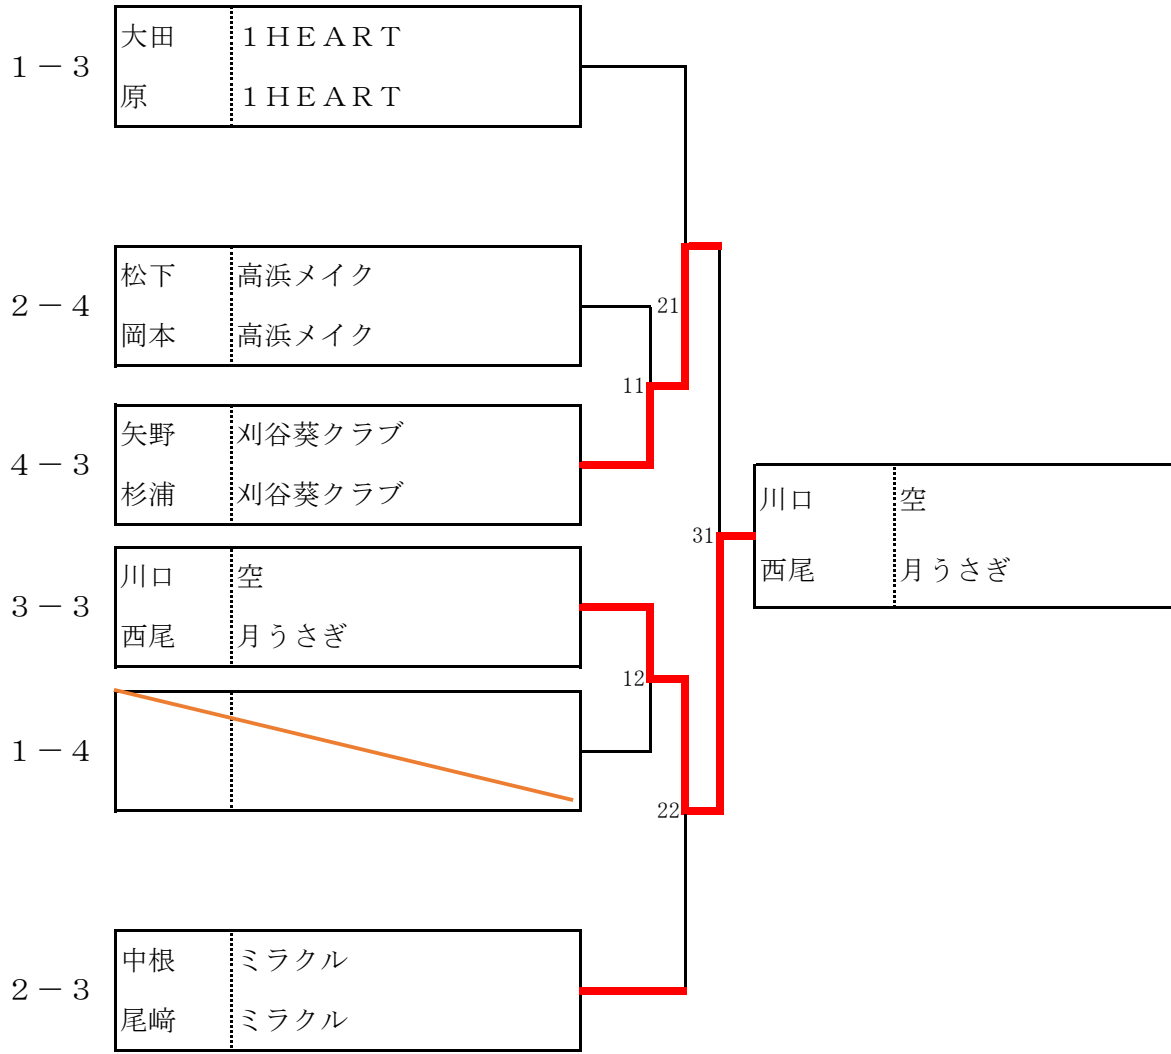 大田 1HEART
1－3
原 1HEART
松下 高浜メイク
2－4 21
岡本 高浜メイク
11
矢野 刈谷葵クラブ
4－3
杉浦 刈谷葵クラブ
川口 空
31
西尾 月うさぎ
川口 空
3－3
西尾 月うさぎ
12
1－4
22
中根 ミラクル
2－3
尾﨑 ミラクル